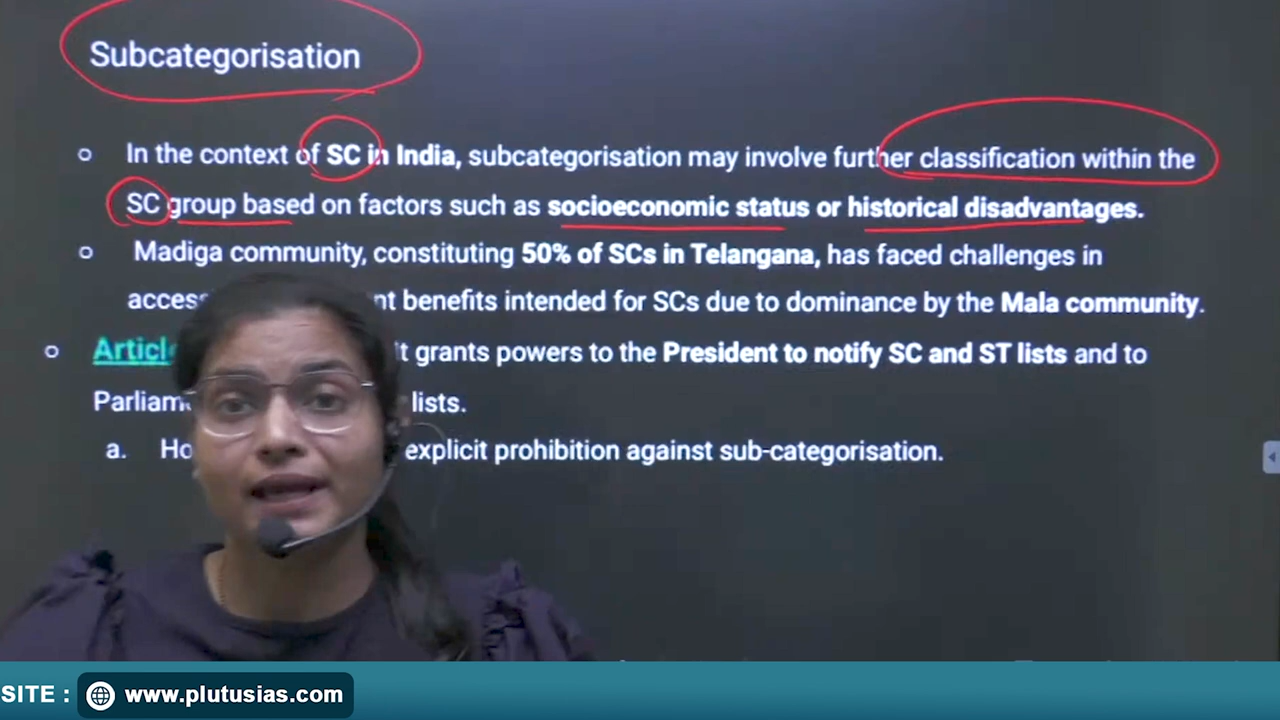 Subcategorisation
In the context of SC in India, subcategorisation may involve further classification within the
SC group based on factors such as socioeconomic status or historical disadvantages.
Madiga community, constituting 50% of SCs in Telangana, has faced challenges in
benefits intended for SCs due to dominance by the Mala community.
it grants powers to the President to notify SC and ST lists and to
lists.
a. explicit prohibition against sub-categorisation.
SITE : www.plutusias.com